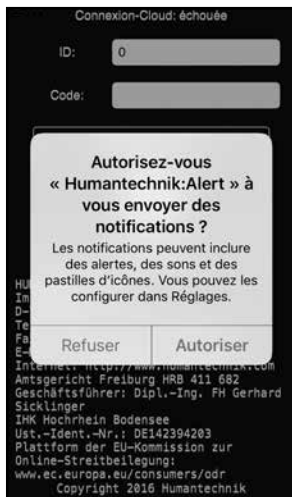 Connexion-Cloud: échouée
ID: 0
Code:
Autorisez-vous
« Humantechnik:Alert » à
vous envoyer des
notifications ?
Les notifications peuvent inclure
des alertes, des sons et des
pastilles d'icônes. Vous pouvez les
configurer dans Réglages.
Refuser Autoriser
Internet: http://www.humantechnik.com
Amtsgericht Freiburg HRB 411 682
Geschäftsführer: Dipl.-Ing. FH Gerhard
Sicklinger
IHK Hochrhein Bodensee
Ust.-Ident.-Nr.: DE142394203
Plattform der EU-Kommission zur
Online-Streitbeilegung:
www.ec.europa.eu/consumers/odr
Copyright 2016 Humantechnik